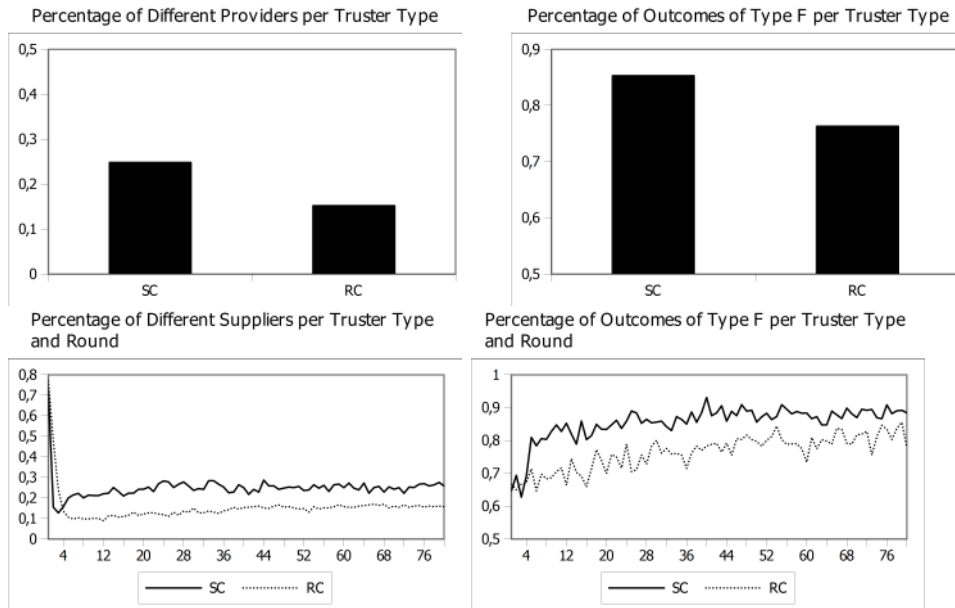 Percentage of Different Providers per Truster Type
0,5
0,4
0,3
0,2
0,1
0
SC
RC
Percentage of Outcomes of Type F per Truster Type
0,9
0,8
0,7
0,6
0,5
SC
RC
Percentage of Different Suppliers per Truster Type
and Round
0,8
0,7
0,6
0,5
0,4
0,3
0,2
0,1
0
4 12 20 28 36 44 52 60 68 76
SC RC
Percentage of Outcomes of Type F per Truster Type
and Round
1
0,9
0,8
0,7
0,6
0,5
4 12 20 28 36 44 52 60 68 76
SC RC